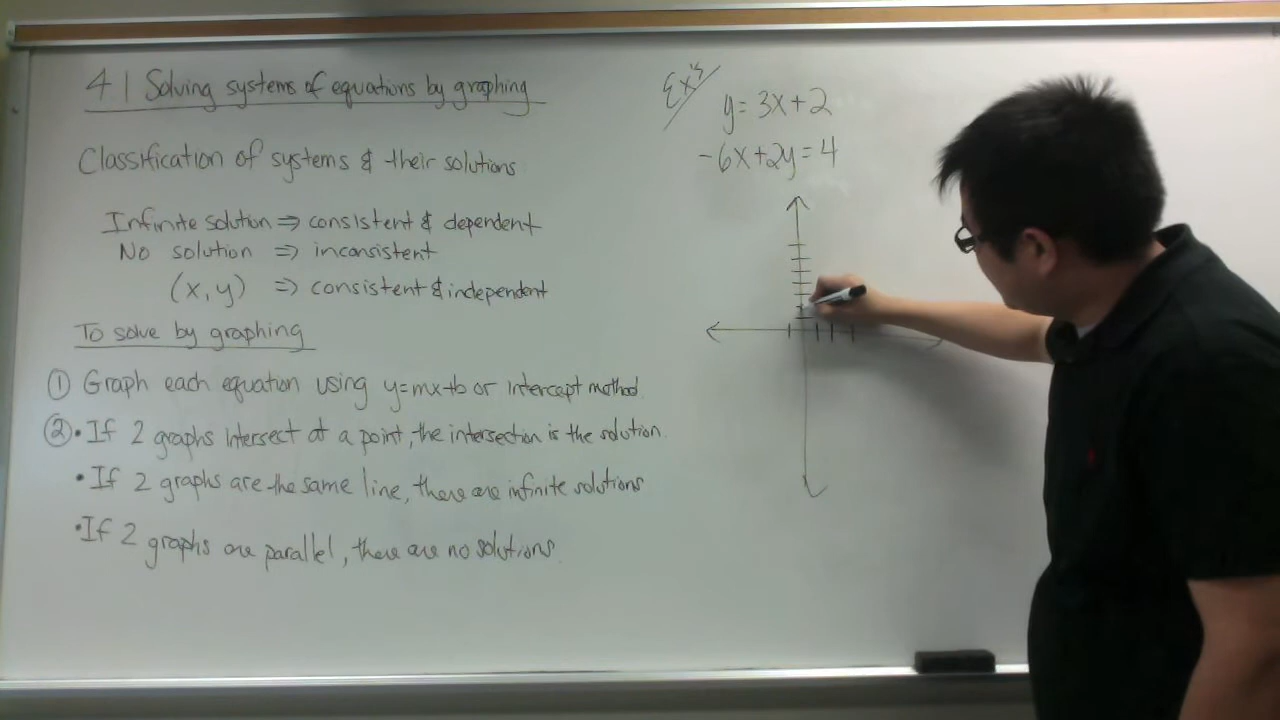 4.1 Solving systems of equations by graphing
Classification of systems & their solutions
Infinite solution ⇒ consistent & dependent
No solution ⇒ inconsistent
(x, y) ⇒ consistent & independent
To solve by graphing
① Graph each equation using y=mx+b or intercept method.
② • If 2 graphs intersect at a point, the intersection is the solution.
• If 2 graphs are the same line, there are infinite solutions
• If 2 graphs are parallel, there are no solutions.
Ex's
y = 3x + 2
-6x + 2y = 4